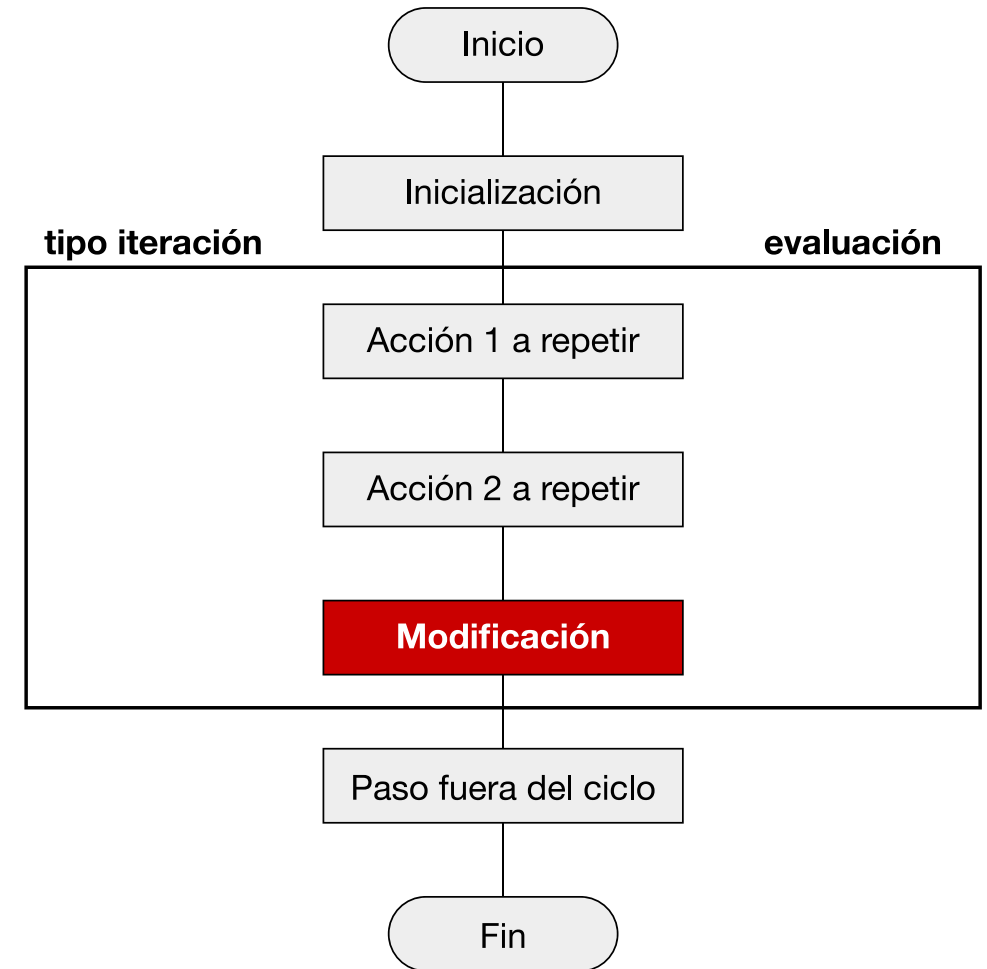 Inicio
Inicialización
tipo iteración
evaluación
Acción 1 a repetir
Acción 2 a repetir
Modificación
Paso fuera del ciclo
Fin